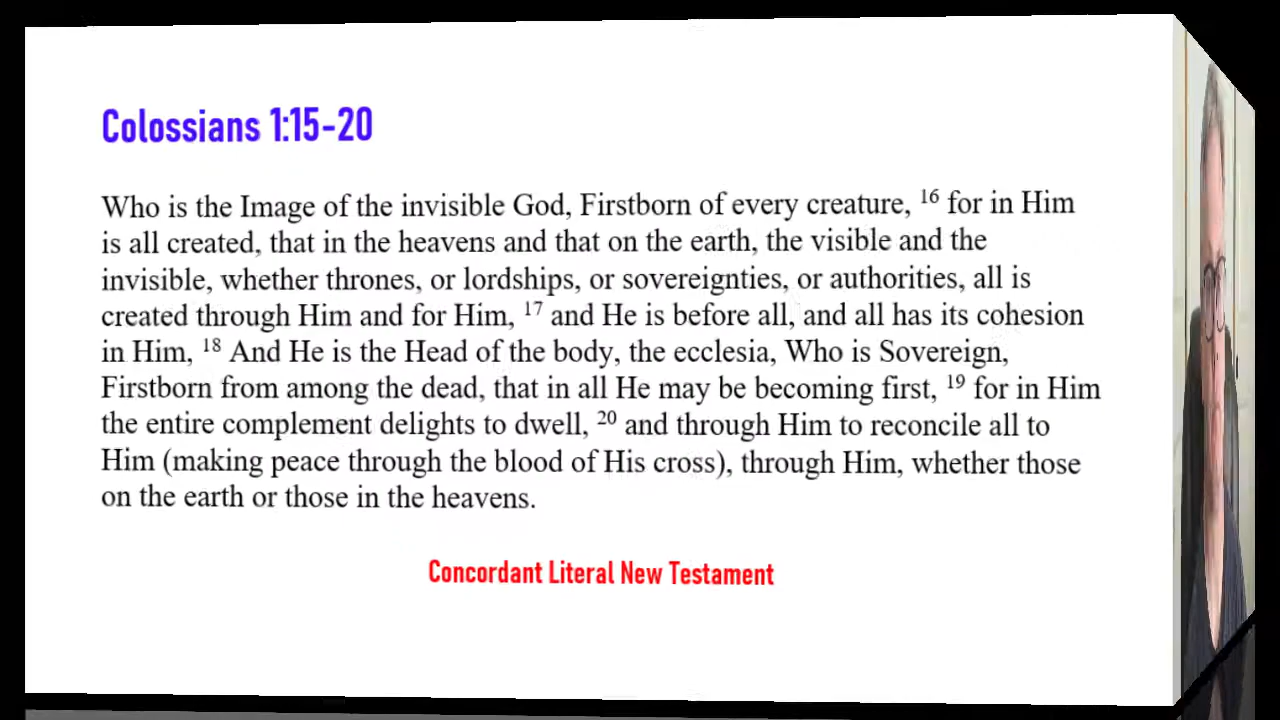 Colossians 1:15-20
Who is the Image of the invisible God, Firstborn of every creature, 16 for in Him
is all created, that in the heavens and that on the earth, the visible and the
invisible, whether thrones, or lordships, or sovereignties, or authorities, all is
created through Him and for Him, 17 and He is before all, and all has its cohesion
in Him, 18 And He is the Head of the body, the ecclesia, Who is Sovereign,
Firstborn from among the dead, that in all He may be becoming first, 19 for in Him
the entire complement delights to dwell, 20 and through Him to reconcile all to
Him (making peace through the blood of His cross), through Him, whether those
on the earth or those in the heavens.
Concordant Literal New Testament